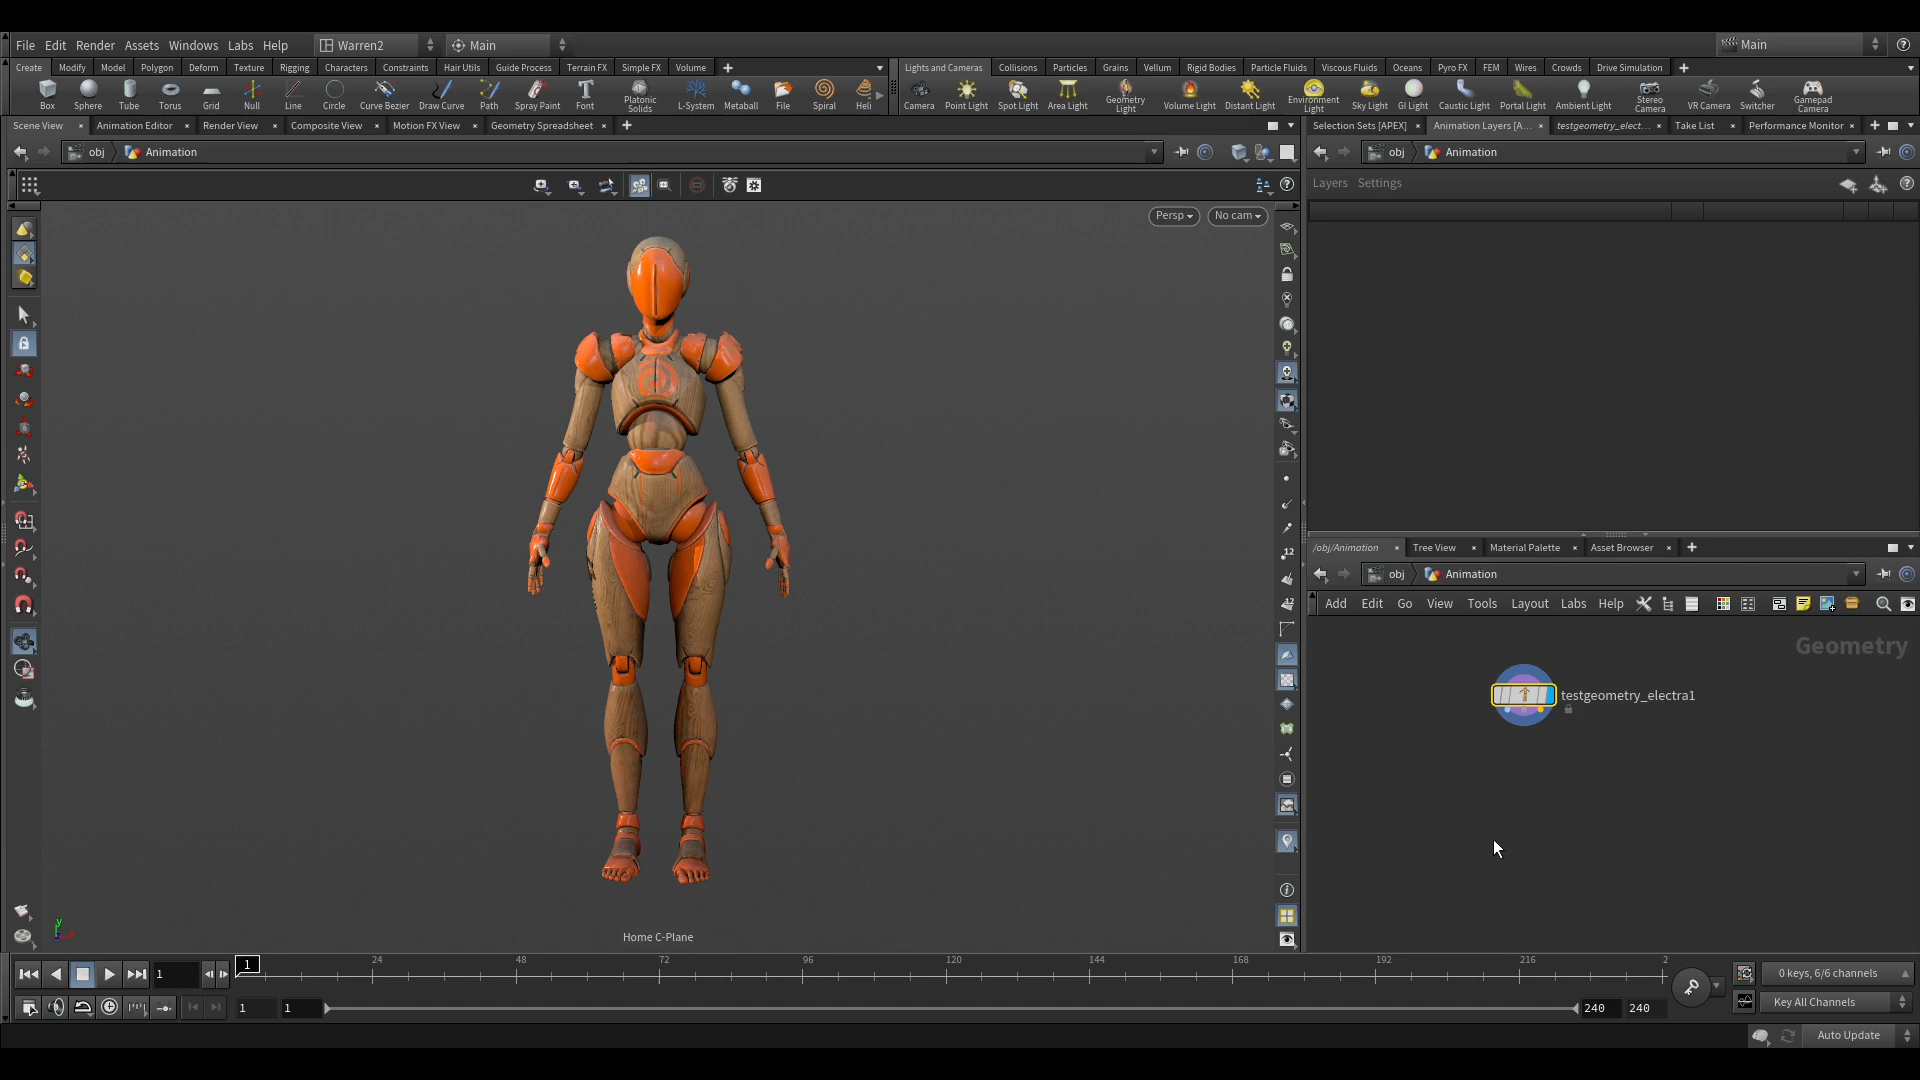 File Edit Render Assets Windows Labs Help Warren2 Main Main
Create Modify Model Polygon Deform Texture Rigging Characters Constraints Hair Utils Guide Process Terrain FX Simple FX Volume
Box Sphere Tube Torus Grid Null Line Circle Curve Bezier Draw Curve Path Spray Paint Font Platonic Solids L-System Metaball File Spiral Heli
Lights and Cameras Collisions Particles Grains Vellum Rigid Bodies Particle Fluids Viscous Fluids Oceans Pyro FX FEM Wires Crowds Drive Simulation
Camera Point Light Spot Light Area Light Geometry Light Volume Light Distant Light Environment Light Sky Light GI Light Caustic Light Portal Light Ambient Light Stereo Camera VR Camera Switcher Gamepad Camera
Scene View Animation Editor Render View Composite View Motion FX View Geometry Spreadsheet
obj Animation
Persp No cam
Home C-Plane
y
12
12
Selection Sets [APEX] Animation Layers [A... testgeometry_elect... Take List Performance Monitor
obj Animation
Layers Settings
/obj/Animation Tree View Material Palette Asset Browser
obj Animation
Add Edit Go View Tools Layout Labs Help
Geometry
testgeometry_electra1
1 1 24 48 72 96 120 144 168 192 216 2
0 keys, 6/6 channels
1 1 240 240 Key All Channels
Auto Update